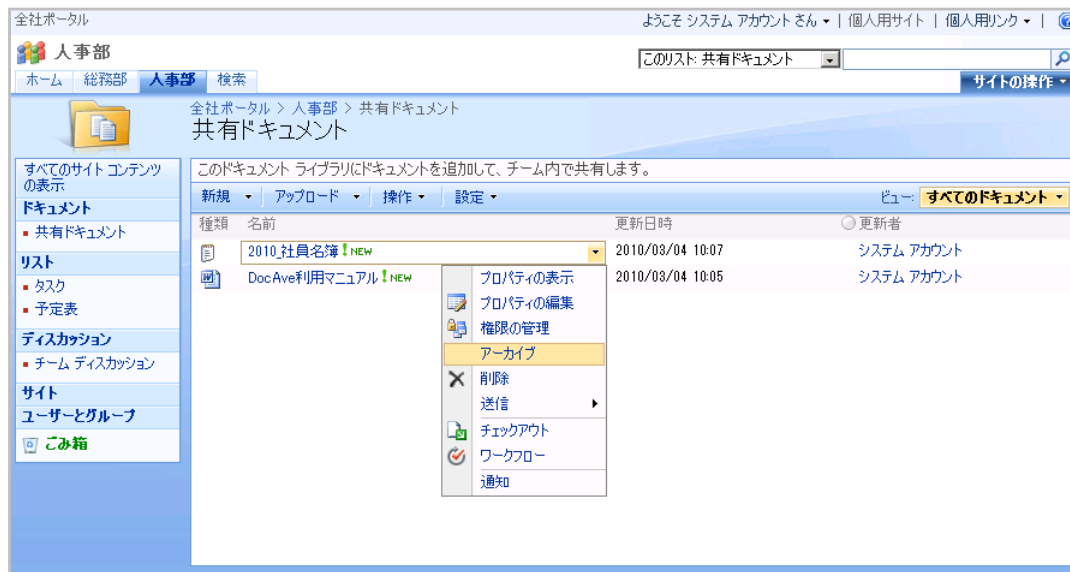 全社ポータル
ようこそ システム アカウント さん | 個人用サイト | 個人用リンク |
人事部
このリスト: 共有ドキュメント
ホーム 総務部 人事部 検索
サイトの操作
全社ポータル > 人事部 > 共有ドキュメント
共有ドキュメント
すべてのサイト コンテンツ
の表示
ドキュメント
共有ドキュメント
リスト
タスク
予定表
ディスカッション
チーム ディスカッション
サイト
ユーザーとグループ
ごみ箱
このドキュメント ライブラリにドキュメントを追加して、チーム内で共有します。
新規 アップロード 操作 設定 ビュー: すべてのドキュメント
種類 名前 更新日時 更新者
2010_社員名簿 ! NEW 2010/03/04 10:07 システム アカウント
DocAve利用マニュアル ! NEW 2010/03/04 10:05 システム アカウント
プロパティの表示
プロパティの編集
権限の管理
アーカイブ
削除
送信
チェックアウト
ワークフロー
通知